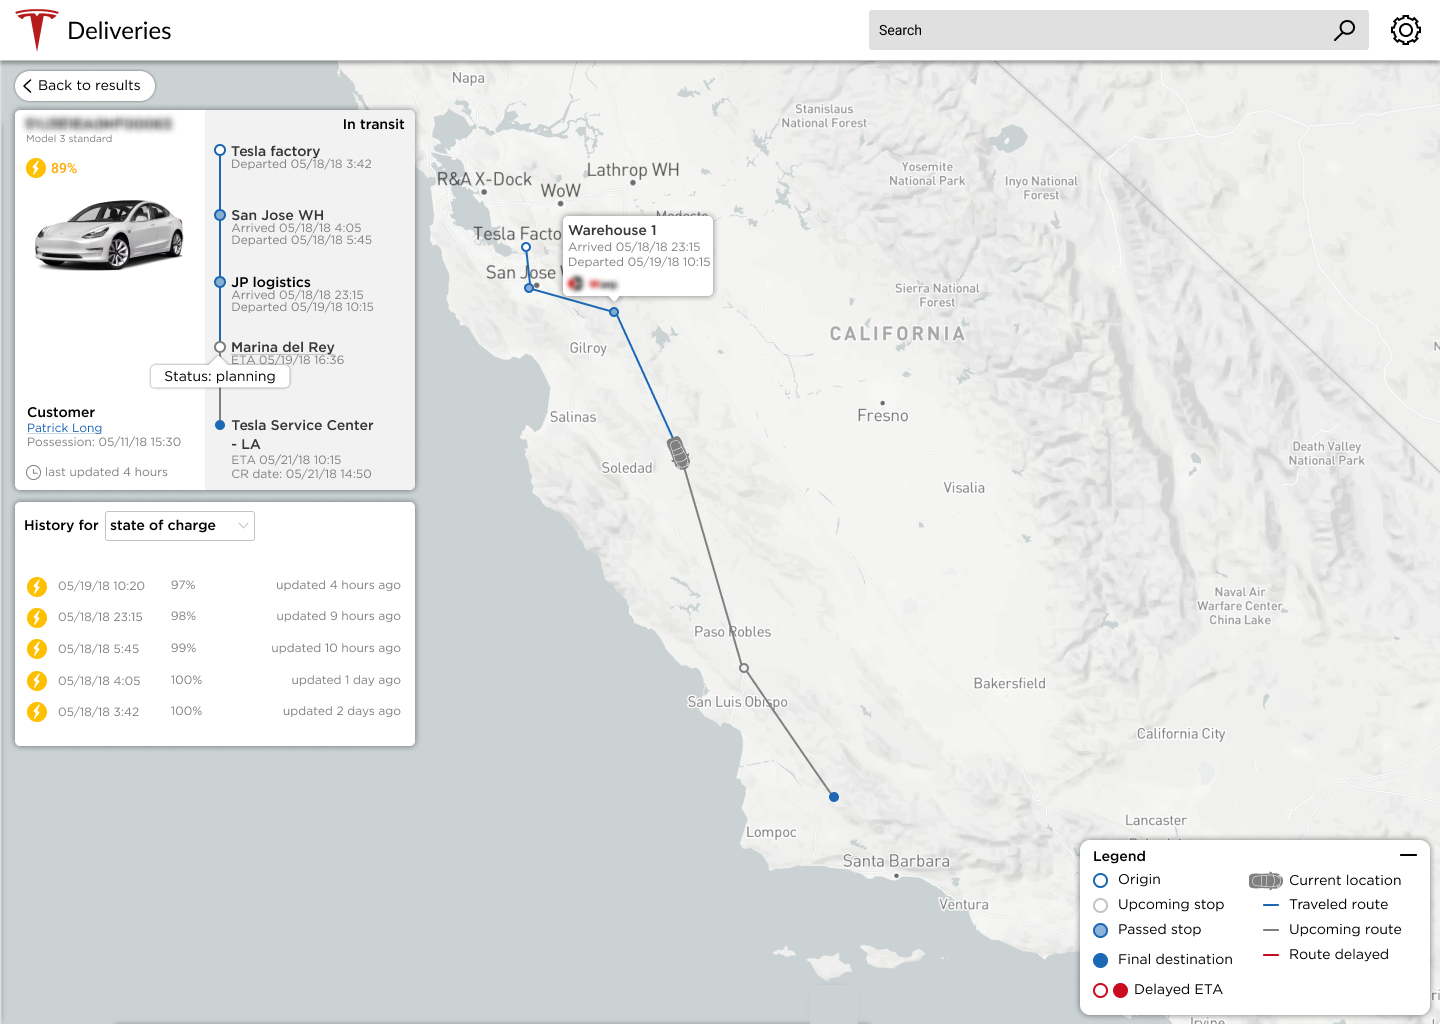 Deliveries
Search
Back to results
In transit
Model 3 standard
89%
Tesla factory
Departed 05/18/18 3:42
San Jose WH
Arrived 05/18/18 4:05
Departed 05/18/18 5:45
JP logistics
Arrived 05/18/18 23:15
Departed 05/19/18 10:15
Marina del Rey
ETA 05/19/18 16:36
Status: planning
Tesla Service Center
- LA
ETA 05/21/18 10:15
CR date: 05/21/18 14:50
Customer
Patrick Long
Possession: 05/11/18 15:30
last updated 4 hours
History for state of charge
05/19/18 10:20 97% updated 4 hours ago
05/18/18 23:15 98% updated 9 hours ago
05/18/18 5:45 99% updated 10 hours ago
05/18/18 4:05 100% updated 1 day ago
05/18/18 3:42 100% updated 2 days ago
Napa
Stanislaus
National Forest
Yosemite
National Park
Inyo National
Forest
Lathrop WH
R&A X-Dock
WoW
Modesto
Tesla Facto
San Jose
Warehouse 1
Arrived 05/18/18 23:15
Departed 05/19/18 10:15
Sierra National
Forest
CALIFORNIA
Gilroy
Salinas
Fresno
Soledad
Visalia
Death Valley
National Park
Naval Air
Warfare Center
China Lake
Paso Robles
San Luis Obispo
Bakersfield
California City
Lompoc
Lancaster
Santa Barbara
Ventura
Irvine
Legend
Origin
Upcoming stop
Passed stop
Final destination
Delayed ETA
Current location
Traveled route
Upcoming route
Route delayed